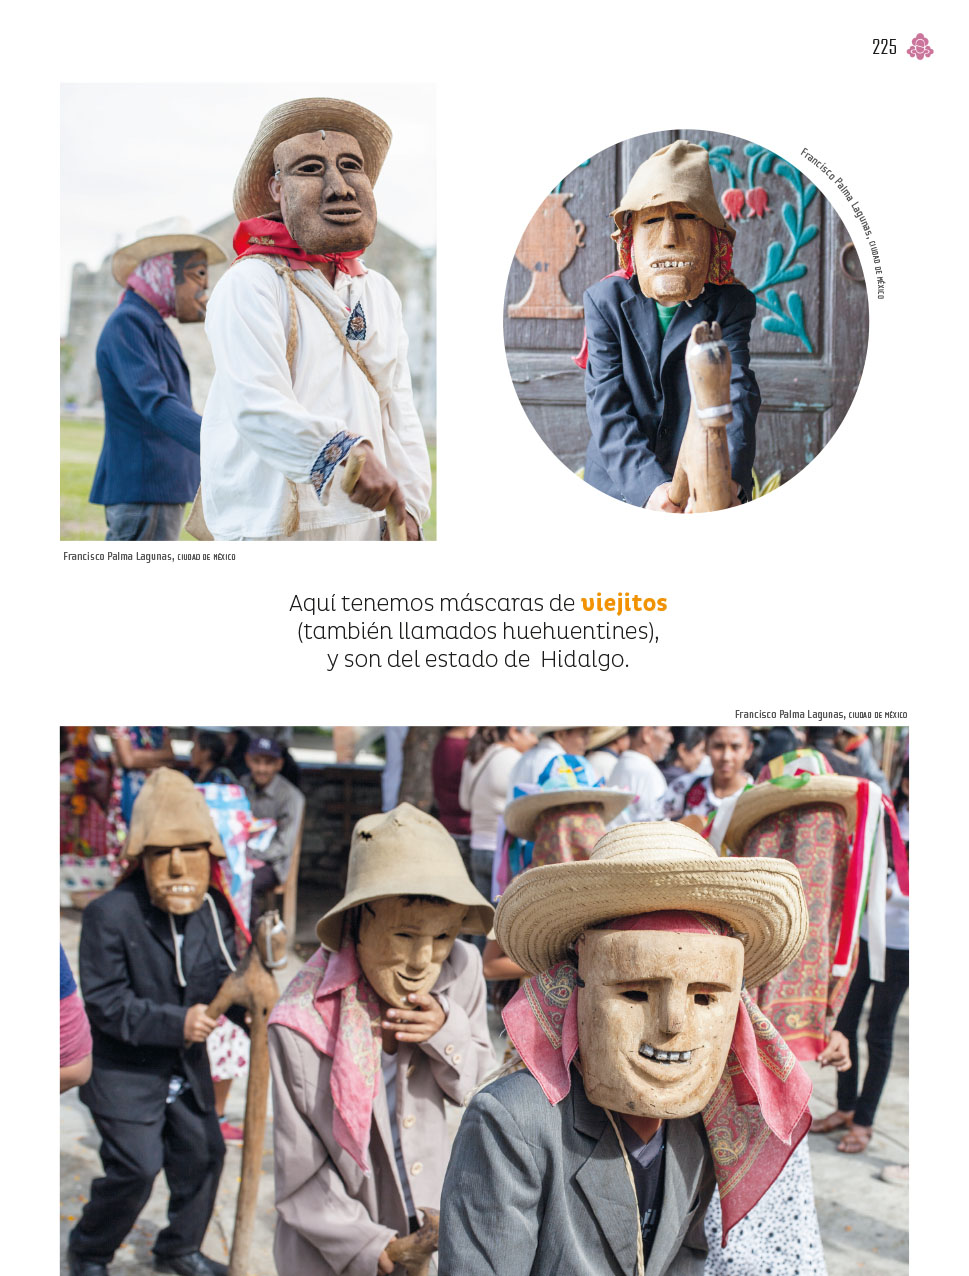 225
Francisco Palma Lagunas, CIUDAD DE MÉXICO
Francisco Palma Lagunas, CIUDAD DE MÉXICO
Aquí tenemos máscaras de viejitos
(también llamados huehuentines),
y son del estado de Hidalgo.
Francisco Palma Lagunas, CIUDAD DE MÉXICO